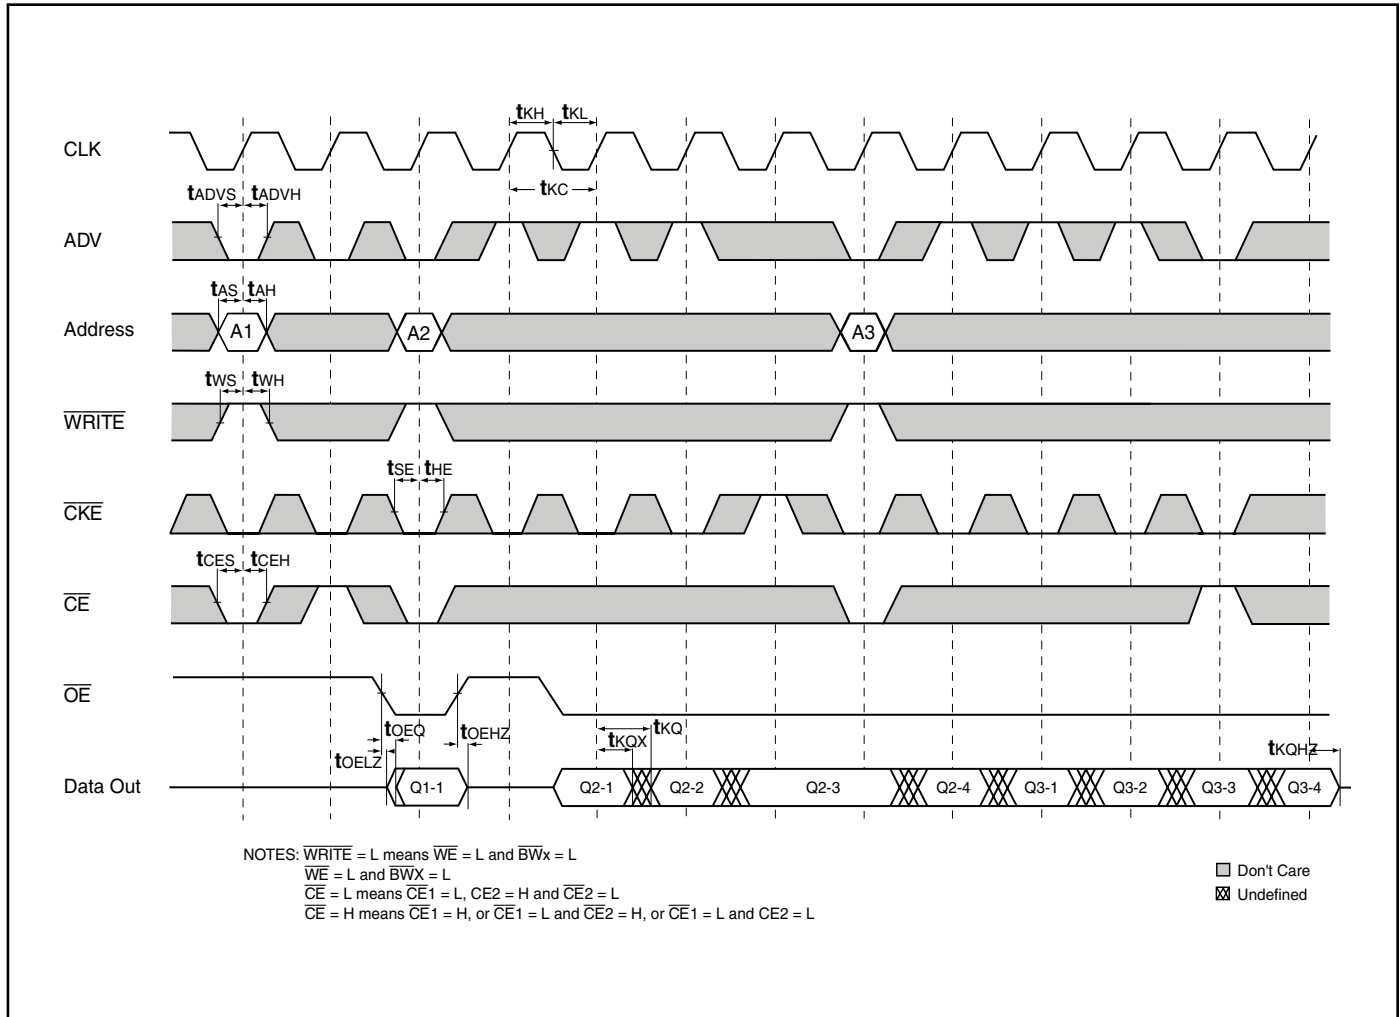 tKH tKL
CLK
tKC
tADVS tADVH
ADV
tAS tAH
Address A1 A2 A3
tWS tWH
WRITE
tSE tHE
CKE
tCES tCEH
CE
OE
tOEQ tOEHZ tKQ
tOELZ tKQX tKQHZ
Data Out Q1-1 Q2-1 Q2-2 Q2-3 Q2-4 Q3-1 Q3-2 Q3-3 Q3-4
NOTES: WRITE = L means WE = L and BWx = L
WE = L and BWX = L
CE = L means CE1 = L, CE2 = H and CE2 = L
CE = H means CE1 = H, or CE1 = L and CE2 = H, or CE1 = L and CE2 = L
Don't Care
Undefined